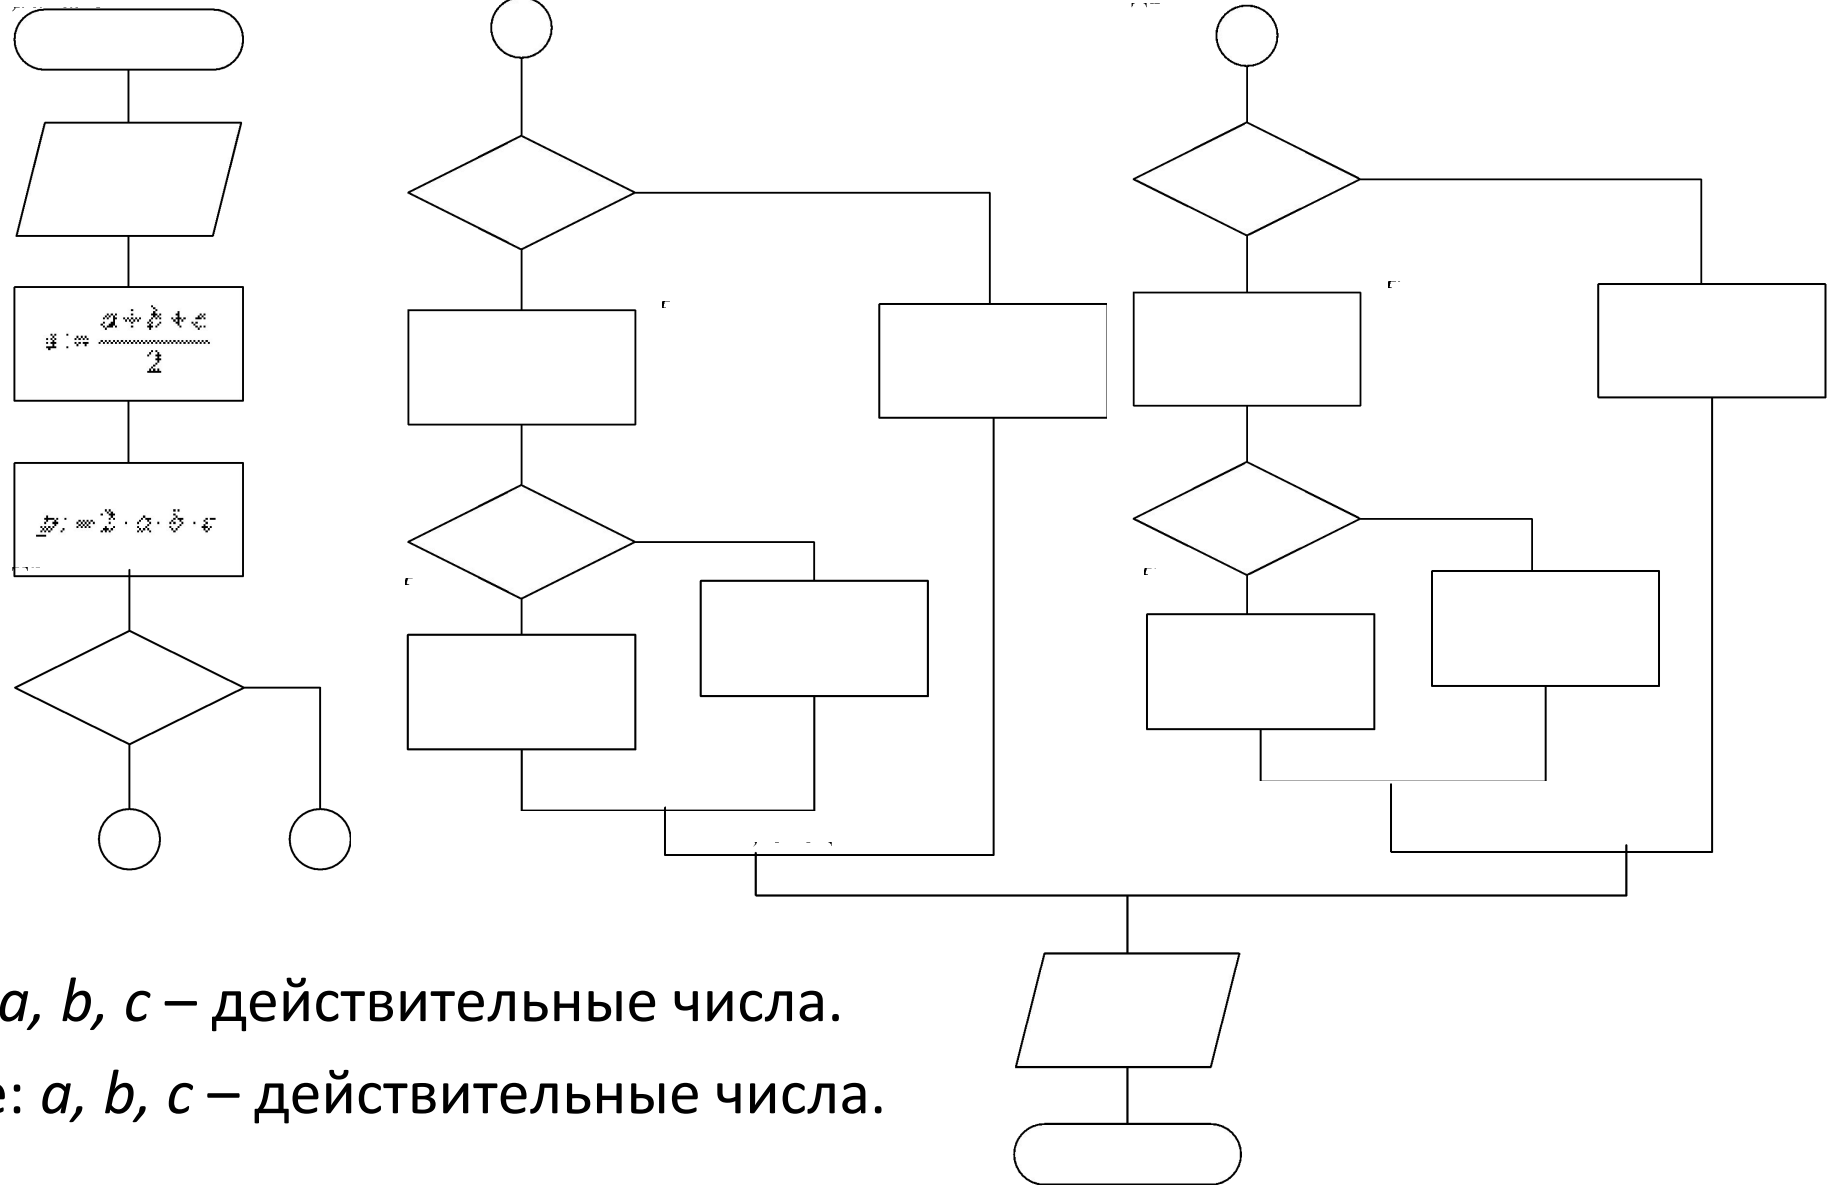 a + b + c
2
p := 2 · a · b · c
a, b, c – действительные числа.
е: a, b, c – действительные числа.